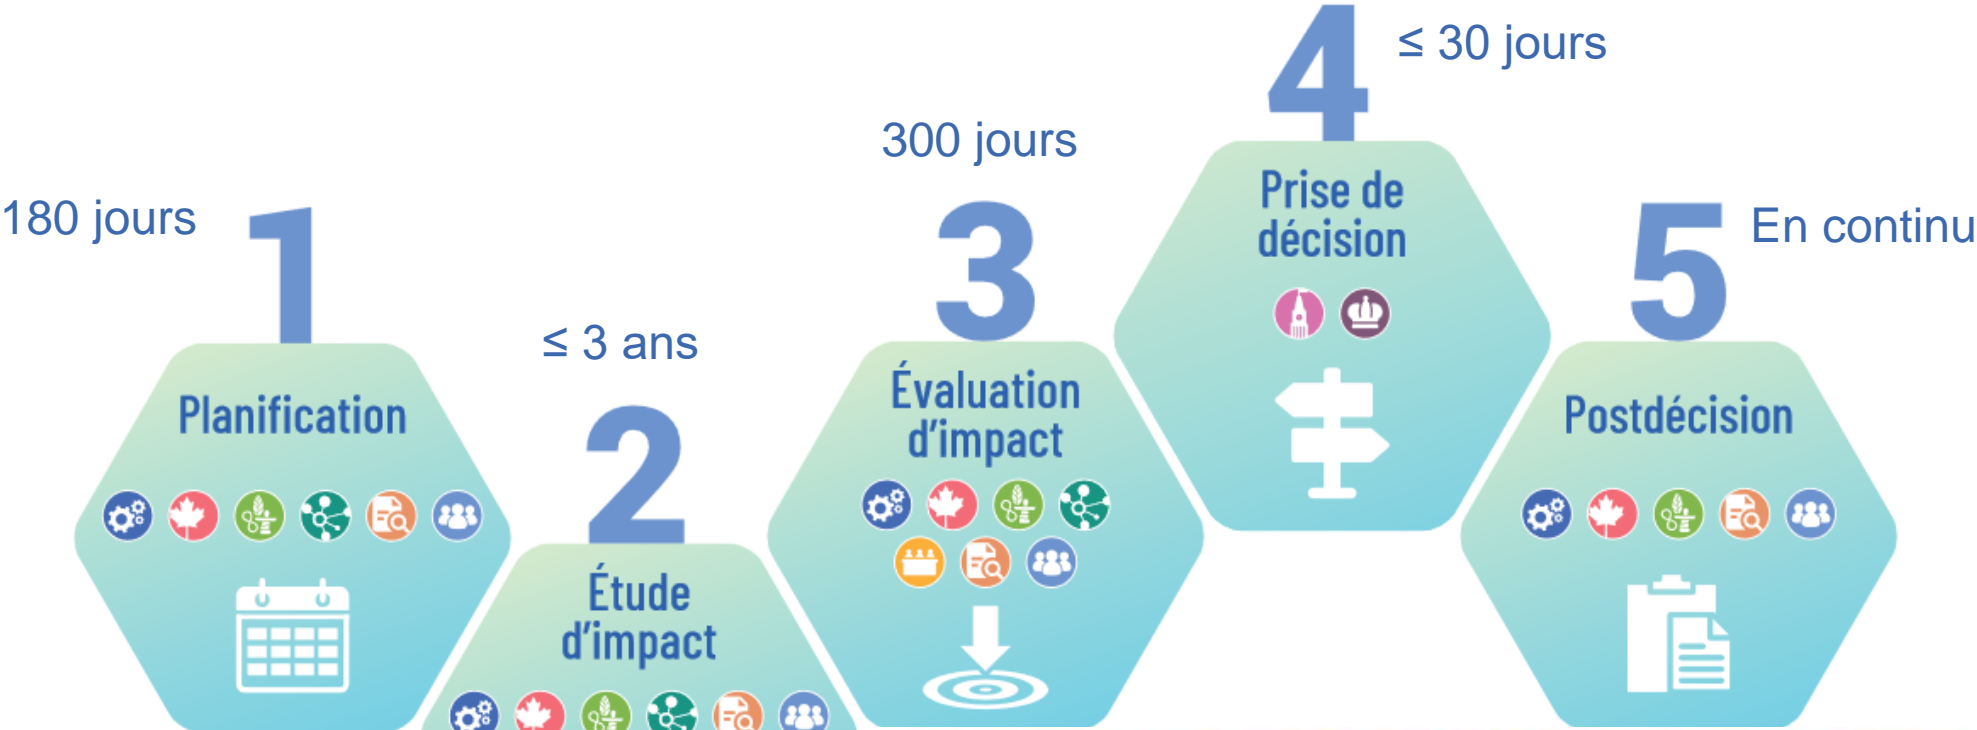 180 jours
1
Planification
≤ 3 ans
2
Étude
d'impact
300 jours
3
Évaluation
d'impact
4
≤ 30 jours
Prise de
décision
5
En continu
Postdécision